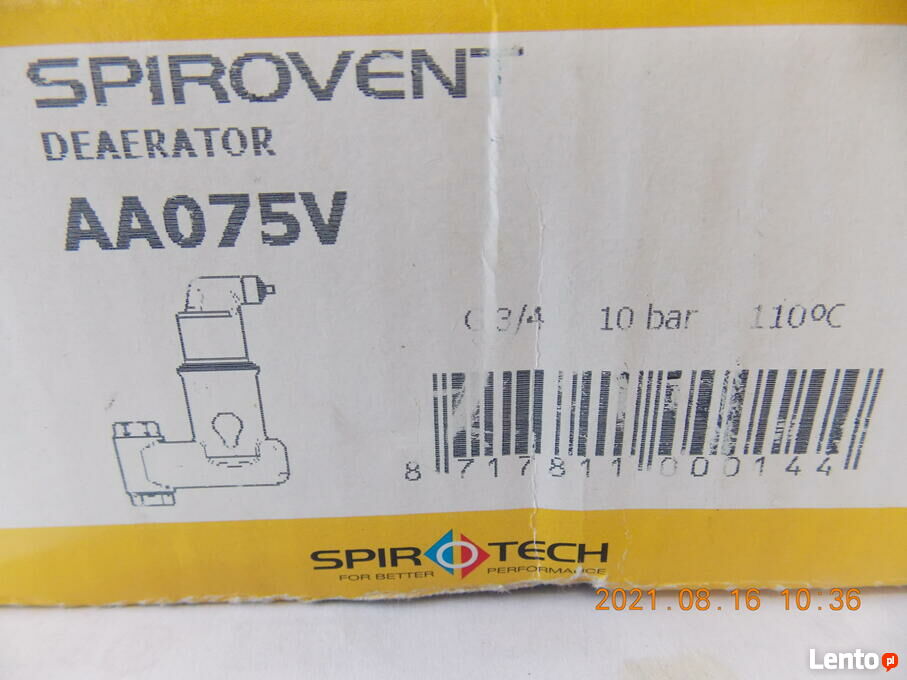 SPIROVENT
DEAERATOR
AA075V
G 3/4 10 bar 110ºC
8 717811 000144
SPIROTECH
FOR BETTER PERFORMANCE
2021.08.16 10:36
Lento.pl